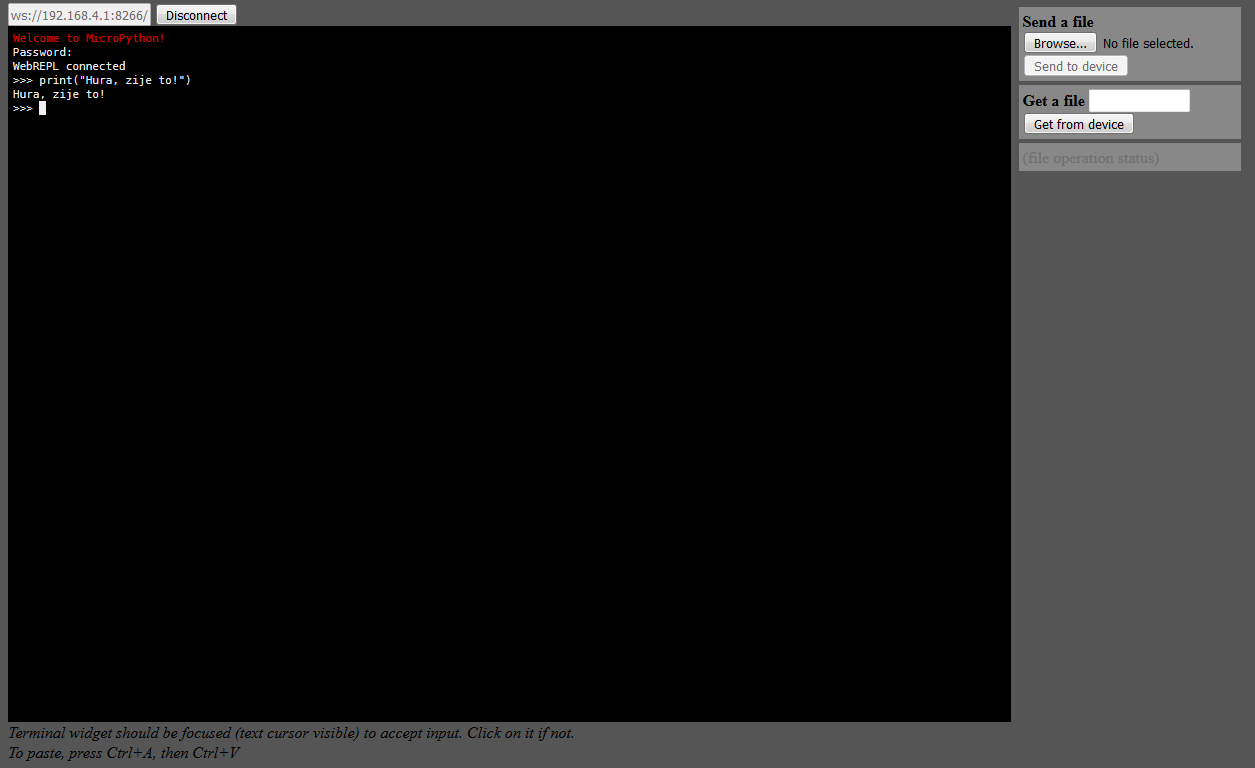 ws://192.168.4.1:8266/ Disconnect
Welcome to MicroPython!
Password:
WebREPL connected
>>> print("Hura, zije to!")
Hura, zije to!
>>>
Send a file
Browse... No file selected.
Send to device
Get a file
Get from device
(file operation status)
Terminal widget should be focused (text cursor visible) to accept input. Click on it if not.
To paste, press Ctrl+A, then Ctrl+V